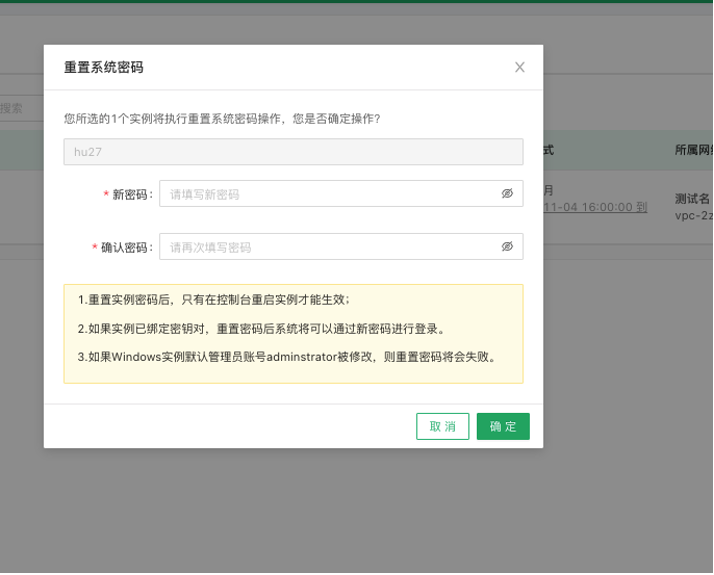 重置系统密码
您所选的1个实例将执行重置系统密码操作，您是否确定操作？
搜索
hu27
式
所属网
* 新密码：
请填写新密码
月
11-04 16:00:00 到
测试名
vpc-2z
* 确认密码：
请再次填写密码
1.重置实例密码后，只有在控制台重启实例才能生效；
2.如果实例已绑定密钥对，重置密码后系统将可以通过新密码进行登录。
3.如果Windows实例默认管理员账号adminstrator被修改，则重置密码将会失败。
取 消
确 定